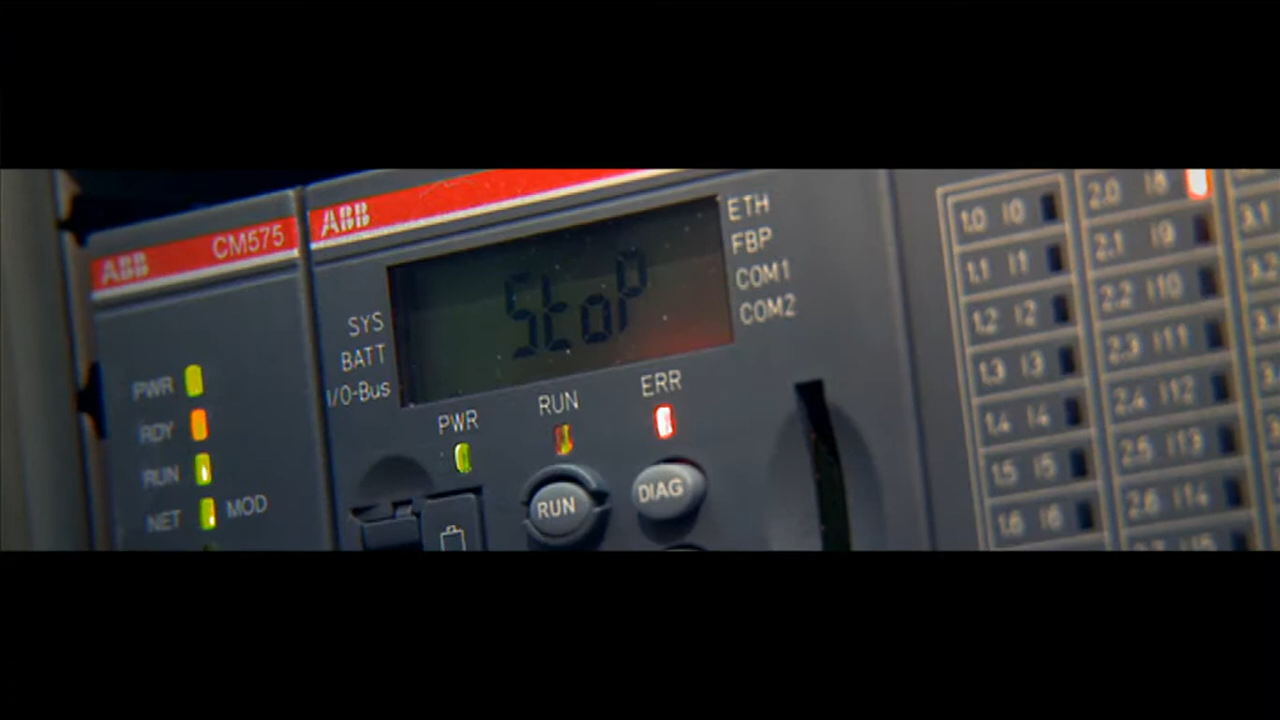 ABB CM575
PWR
RDY
RUN
NET MOD
ABB
StoP
SYS
BATT
I/O-Bus
ETH
FBP
COM1
COM2
PWR RUN ERR
RUN DIAG
1.0 I0
1.1 I1
1.2 I2
1.3 I3
1.4 I4
1.5 I5
1.6 I6
2.0 I8
2.1 I9
2.2 I10
2.3 I11
2.4 I12
2.5 I13
2.6 I14
3.1
3.2